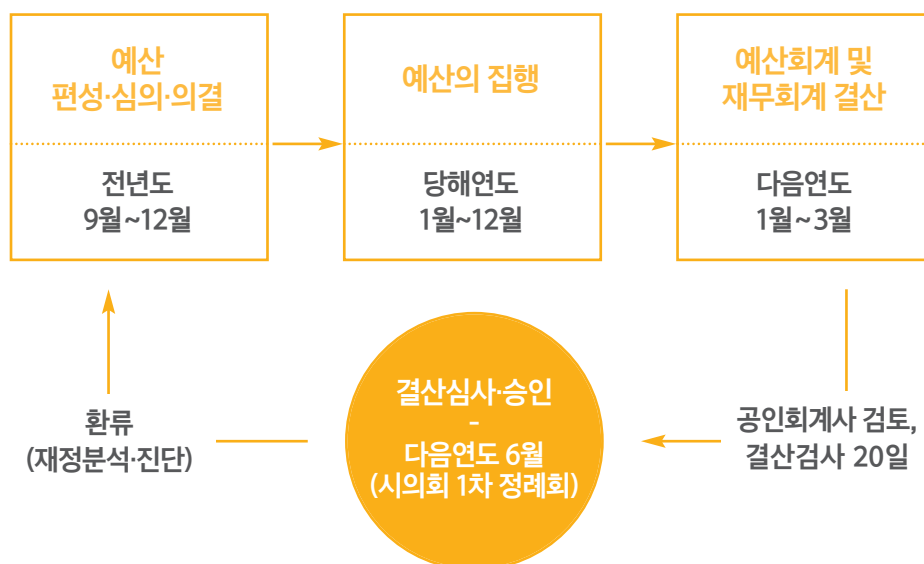 예산
편성·심의·의결
전년도
9월~12월
예산의 집행
당해연도
1월~12월
예산회계 및
재무회계 결산
다음연도
1월~3월
공인회계사 검토,
결산검사 20일
결산심사·승인
-
다음연도 6월
(시의회 1차 정례회)
환류
(재정분석·진단)